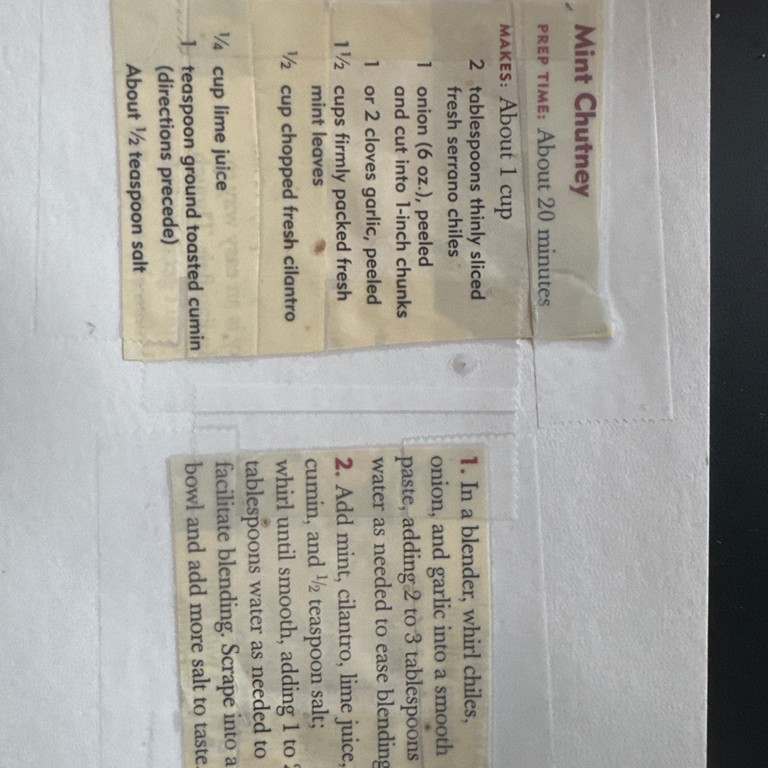 Mint Chutney
PREP TIME: About 20 minutes
MAKES: About 1 cup
2 tablespoons thinly sliced
fresh serrano chiles
1 onion (6 oz.), peeled
and cut into 1-inch chunks
1 or 2 cloves garlic, peeled
1½ cups firmly packed fresh
mint leaves
½ cup chopped fresh cilantro
¼ cup lime juice
1 teaspoon ground toasted cumin
(directions precede)
About ½ teaspoon salt
1. In a blender, whirl chiles,
onion, and garlic into a smooth
paste, adding 2 to 3 tablespoons
water as needed to ease blending
2. Add mint, cilantro, lime juice,
cumin, and ½ teaspoon salt;
whirl until smooth, adding 1 to
tablespoons water as needed to
facilitate blending. Scrape into a
bowl and add more salt to taste.